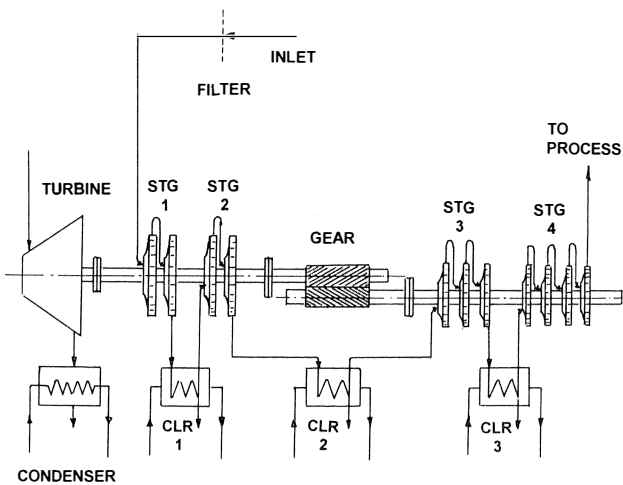 INLET
FILTER
TO
PROCESS
TURBINE
STG
1
STG
2
GEAR
STG
3
STG
4
CLR
1
CLR
2
CLR
3
CONDENSER